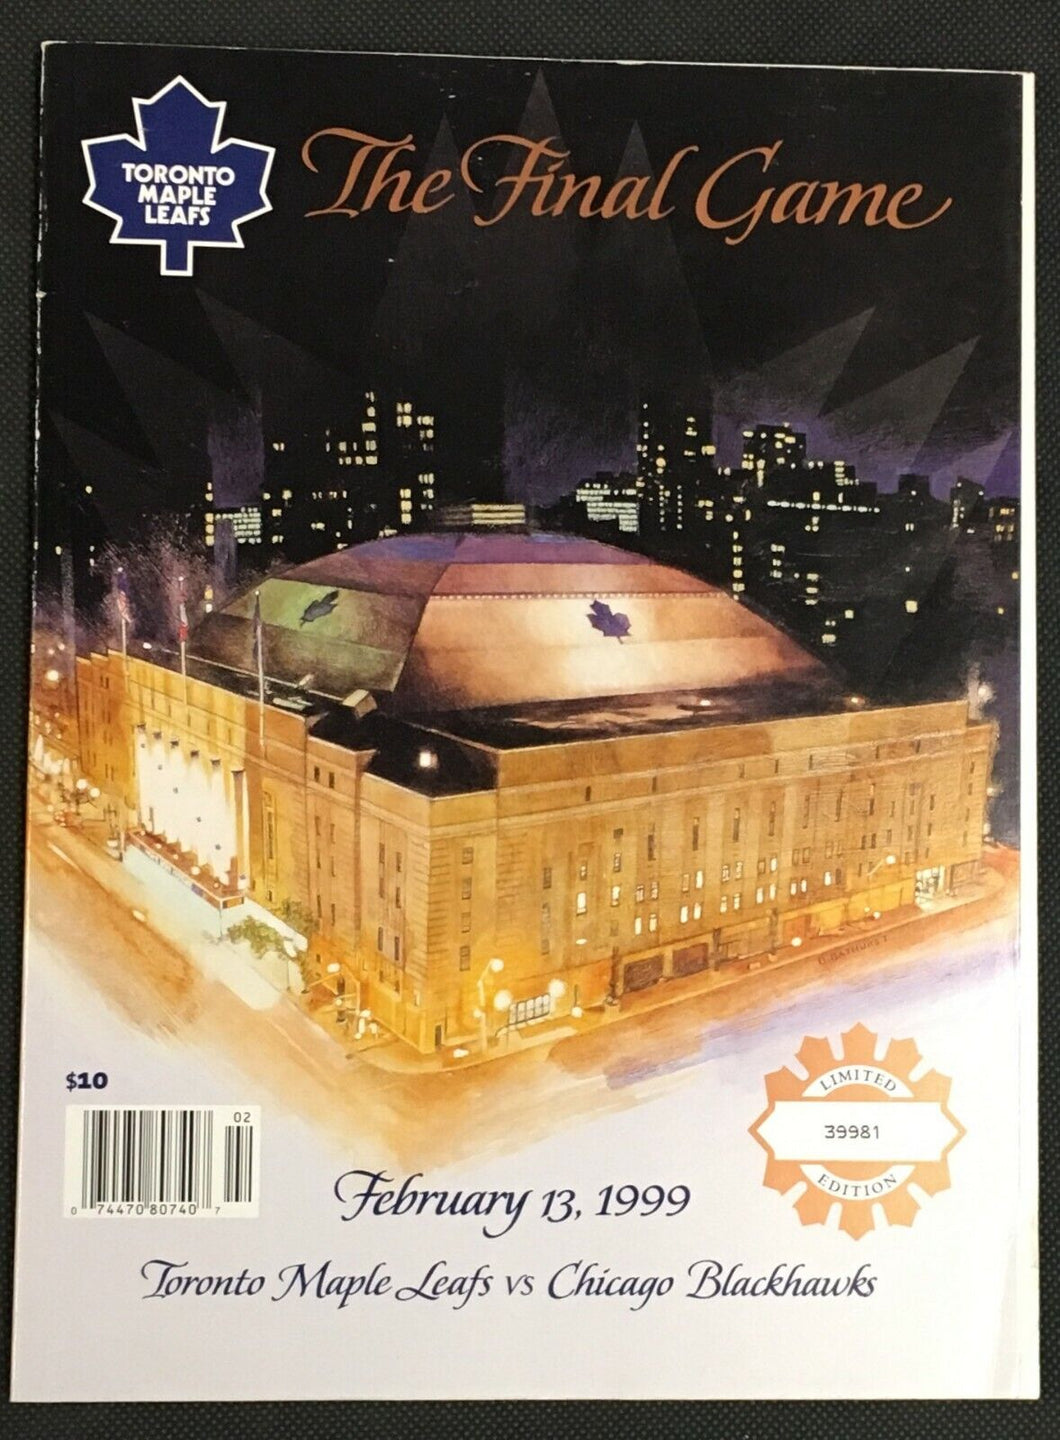 TORONTO
MAPLE
LEAFS
The Final Game
B. BATHURST
$10
02
0 74470 80740 7
LIMITED
39981
EDITION
February 13, 1999
Toronto Maple Leafs vs Chicago Blackhawks